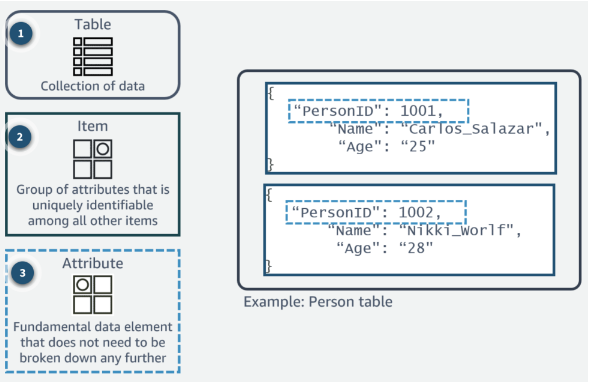 1
Table
Collection of data
2
Item
Group of attributes that is
uniquely identifiable
among all other items
3
Attribute
Fundamental data element
that does not need to be
broken down any further
{
“PersonID”: 1001,
“Name”: “Carlos_Salazar”,
“Age”: “25”
}
{
“PersonID”: 1002,
“Name”: “Nikki_Worlf”,
“Age”: “28”
}
Example: Person table